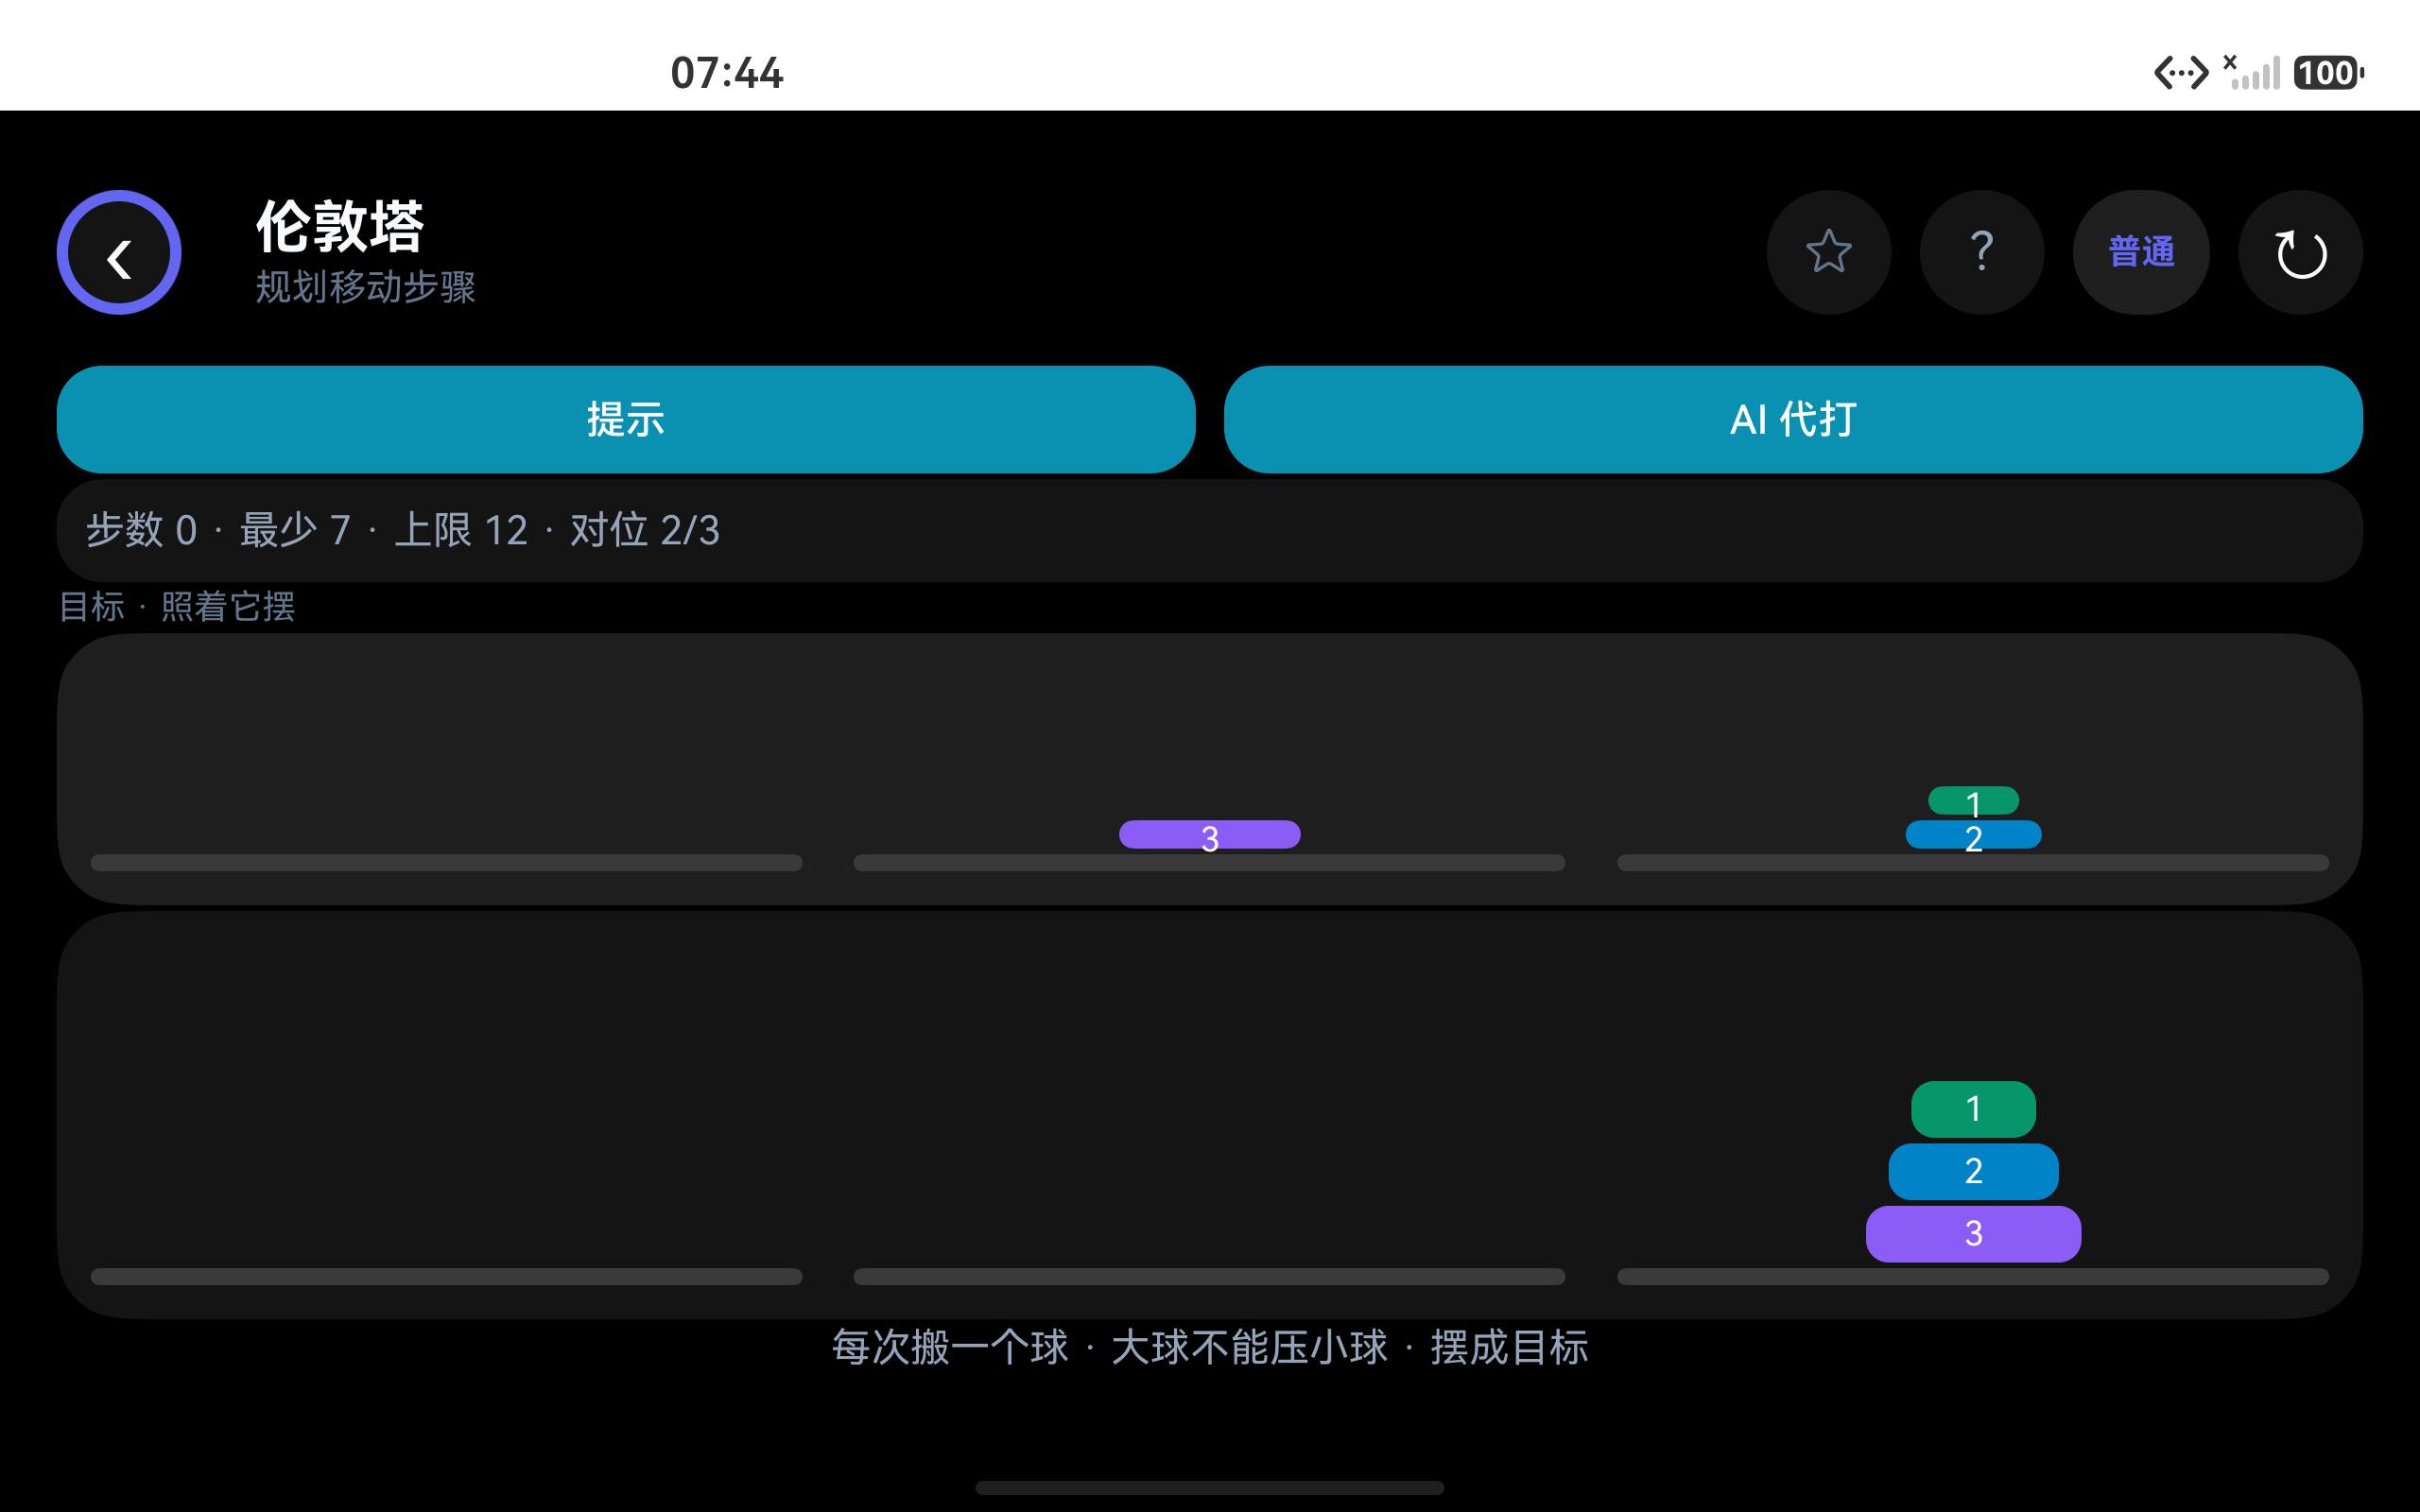 07:44
100
伦敦塔
规划移动步骤
?
普通
提示
AI 代打
步数 0 · 最少 7 · 上限 12 · 对位 2/3
目标 · 照着它摆
1
3
2
1
2
3
每次搬一个球 · 大球不能压小球 · 摆成目标